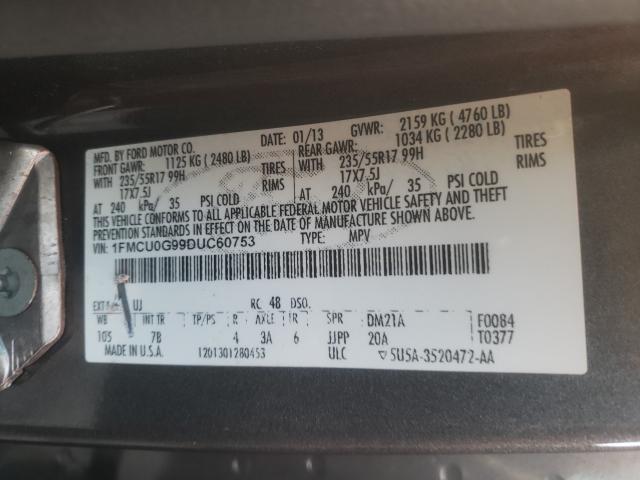 MFD. BY FORD MOTOR CO. 01/13 GVWR: 2159 KG ( 4760 LB)
FRONT GAWR: 1125 KG ( 2480 LB) REAR GAWR: 1034 KG ( 2280 LB)
WITH 235/55R17 99H TIRES WITH 235/55R17 99H TIRES
17X7.5J RIMS 17X7.5J RIMS
AT 240 kPa/ 35 PSI COLD AT 240 kPa/ 35 PSI COLD
THIS VEHICLE CONFORMS TO ALL APPLICABLE FEDERAL MOTOR VEHICLE SAFETY AND THEFT
PREVENTION STANDARDS IN EFFECT ON THE DATE OF MANUFACTURE SHOWN ABOVE.
VIN: 1FMCU0G99DUC60753 TYPE: MPV
EXT UJ RC: 48 DSO:
WB INT TR TP/PS R AXLE TR SPR DM21A F0084
105 7B 4 3A 6 JJPP 20A T0377
MADE IN U.S.A. 1201301280453 ULC 5U5A-3520472-AA